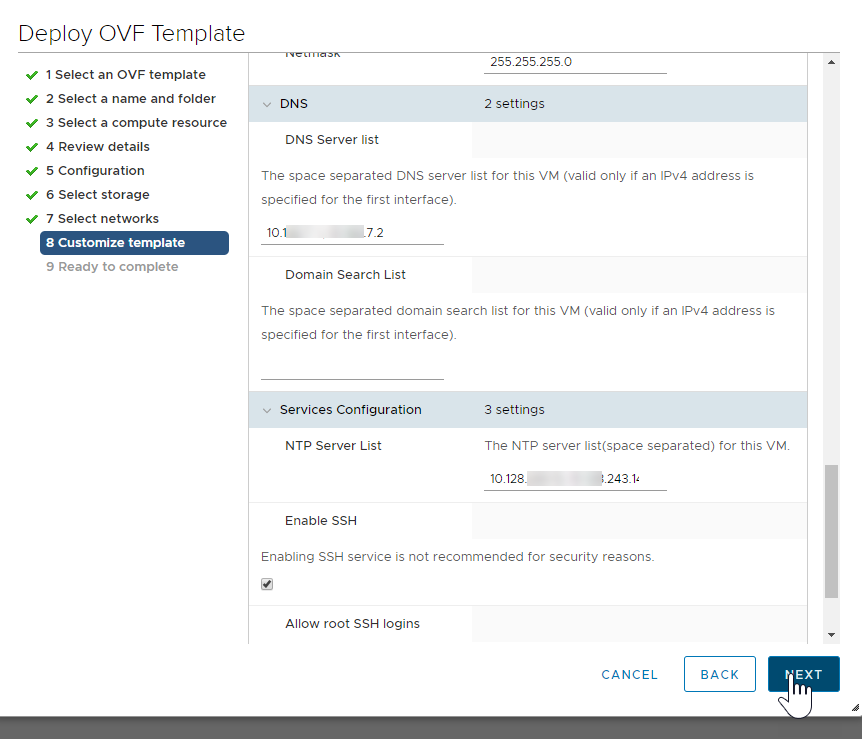 Deploy OVF Template
1 Select an OVF template
2 Select a name and folder
3 Select a compute resource
4 Review details
5 Configuration
6 Select storage
7 Select networks
8 Customize template
9 Ready to complete
Netmask
255.255.255.0
DNS
2 settings
DNS Server list
The space separated DNS server list for this VM (valid only if an IPv4 address is
specified for the first interface).
10.1 .7.2
Domain Search List
The space separated domain search list for this VM (valid only if an IPv4 address is
specified for the first interface).
Services Configuration
3 settings
NTP Server List
The NTP server list(space separated) for this VM.
10.128. .243.14
Enable SSH
Enabling SSH service is not recommended for security reasons.
Allow root SSH logins
CANCEL
BACK
NEXT